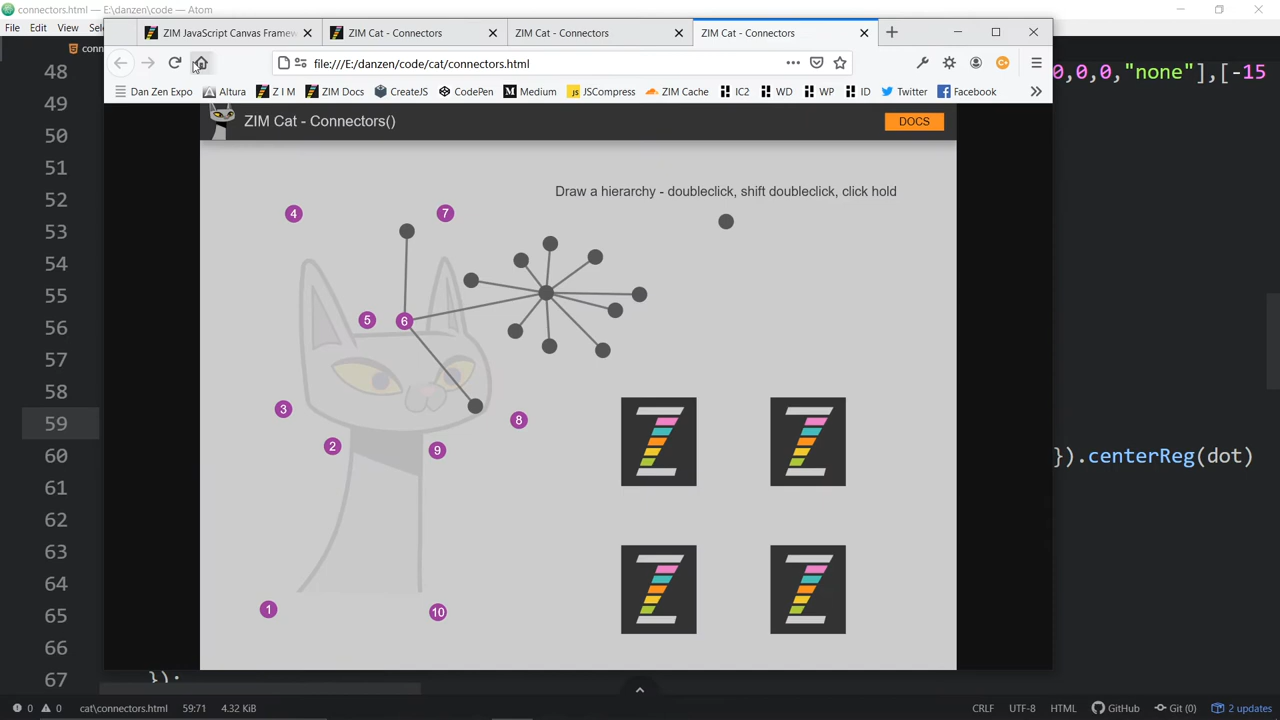 connectors.html — E:\danzen\code — Atom
File Edit View Se
ZIM JavaScript Canvas Framew
ZIM Cat - Connectors
ZIM Cat - Connectors
ZIM Cat - Connectors
conn
file:///E:/danzen/code/cat/connectors.html
Dan Zen Expo Altura Z I M ZIM Docs CreateJS CodePen Medium JSCompress ZIM Cache IC2 WD WP ID Twitter Facebook
ZIM Cat - Connectors()
DOCS
Draw a hierarchy - doubleclick, shift doubleclick, click hold
4
7
5
6
3
8
2
9
1
10
48
0,0,0,"none"],[-15
49
50
51
52
53
54
55
56
57
58
59
60
}).centerReg(dot)
61
62
63
64
65
66
67
});
0 0 cat\connectors.html 59:71 4.32 KiB
CRLF UTF-8 HTML GitHub Git (0) 2 updates